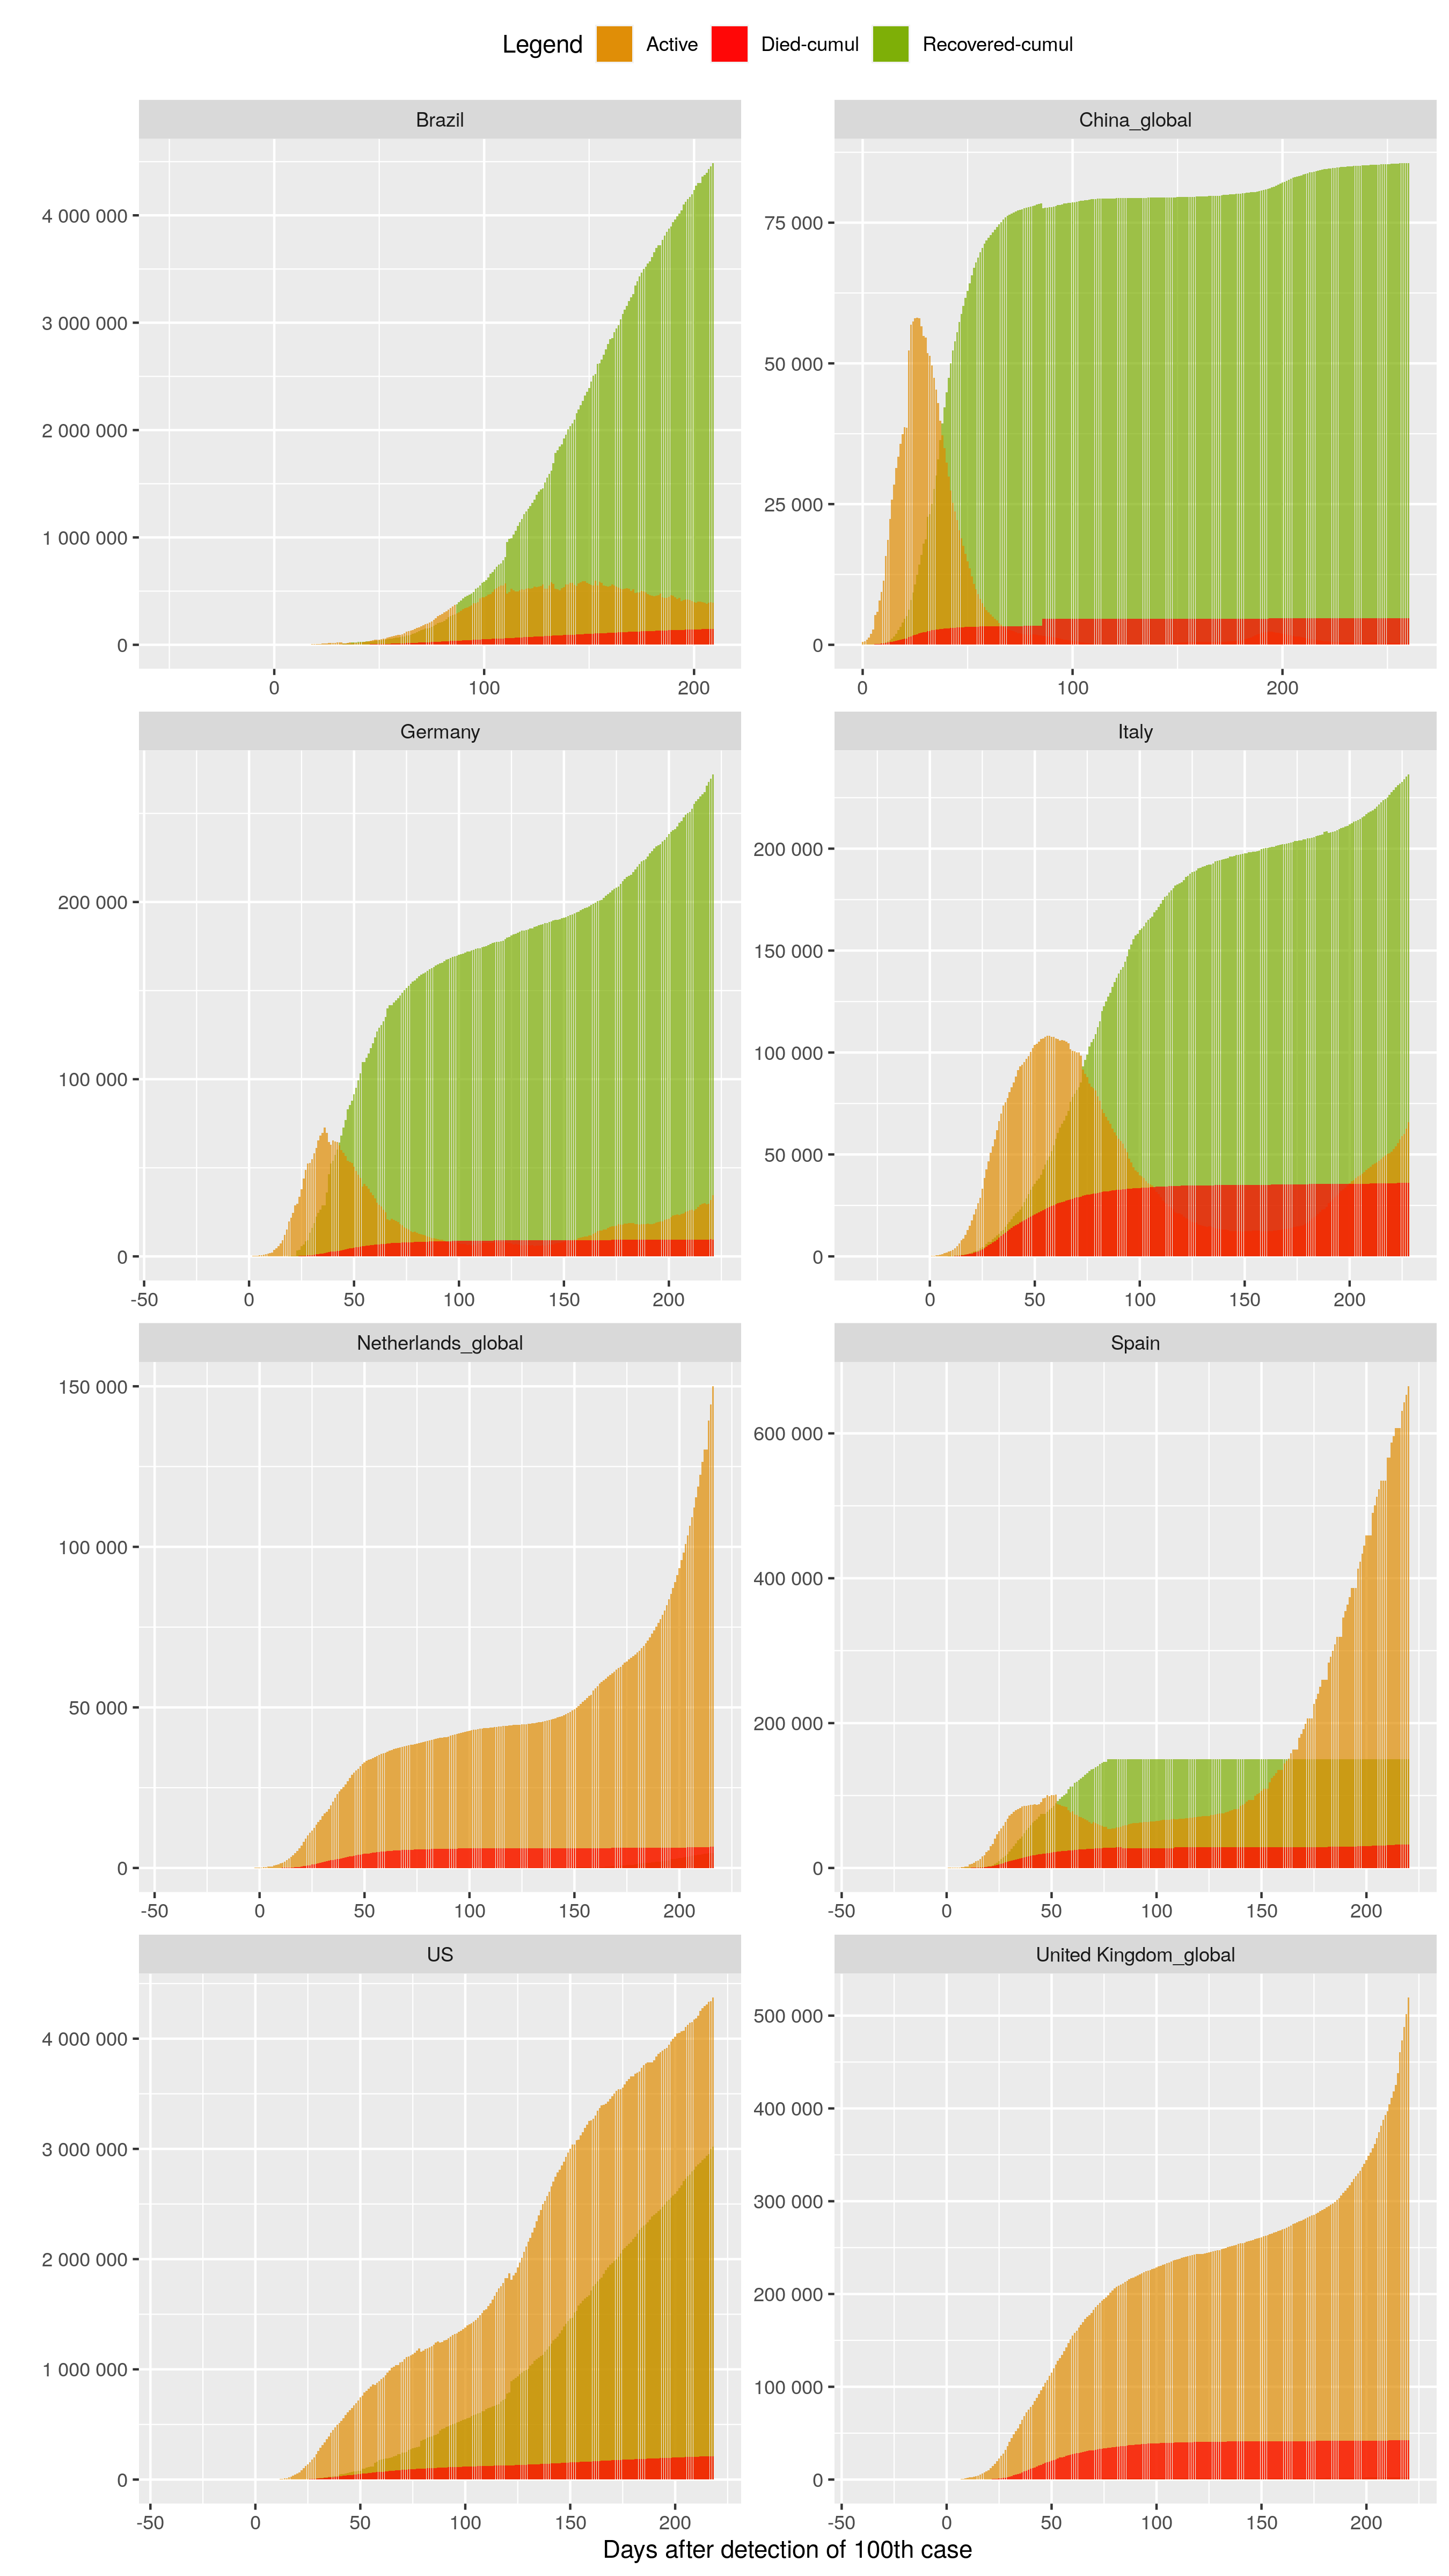 Legend Active Died-cumul Recovered-cumul
Brazil
4 000 000
3 000 000
2 000 000
1 000 000
0
0 100 200
China_global
75 000
50 000
25 000
0
0 100 200
Germany
200 000
100 000
0
-50 0 50 100 150 200
Italy
200 000
150 000
100 000
50 000
0
0 50 100 150 200
Netherlands_global
150 000
100 000
50 000
0
-50 0 50 100 150 200
Spain
600 000
400 000
200 000
0
-50 0 50 100 150 200
US
4 000 000
3 000 000
2 000 000
1 000 000
0
-50 0 50 100 150 200
United Kingdom_global
500 000
400 000
300 000
200 000
100 000
0
-50 0 50 100 150 200
Days after detection of 100th case